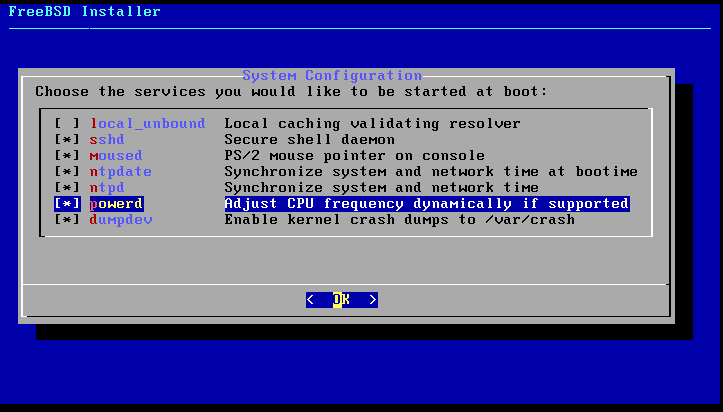 FreeBSD Installer
System Configuration
Choose the services you would like to be started at boot:
[ ] local_unbound Local caching validating resolver
[*] sshd Secure shell daemon
[*] moused PS/2 mouse pointer on console
[*] ntpdate Synchronize system and network time at bootime
[*] ntpd Synchronize system and network time
[*] powerd Adjust CPU frequency dynamically if supported
[*] dumpdev Enable kernel crash dumps to /var/crash
< OK >